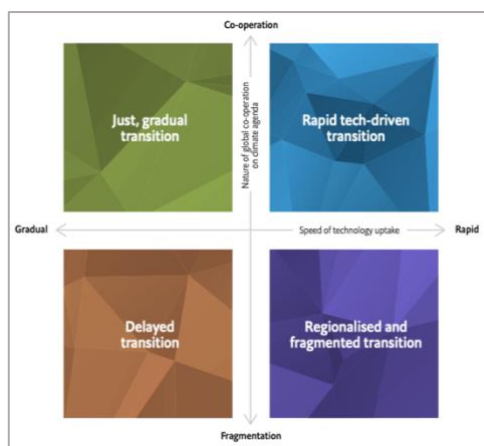 Co-operation
Just, gradual
transition
Nature of global co-operation
on climate agenda
Rapid tech-driven
transition
Gradual
Speed of technology uptake
Rapid
Delayed
transition
Regionalised and
fragmented transition
Fragmentation